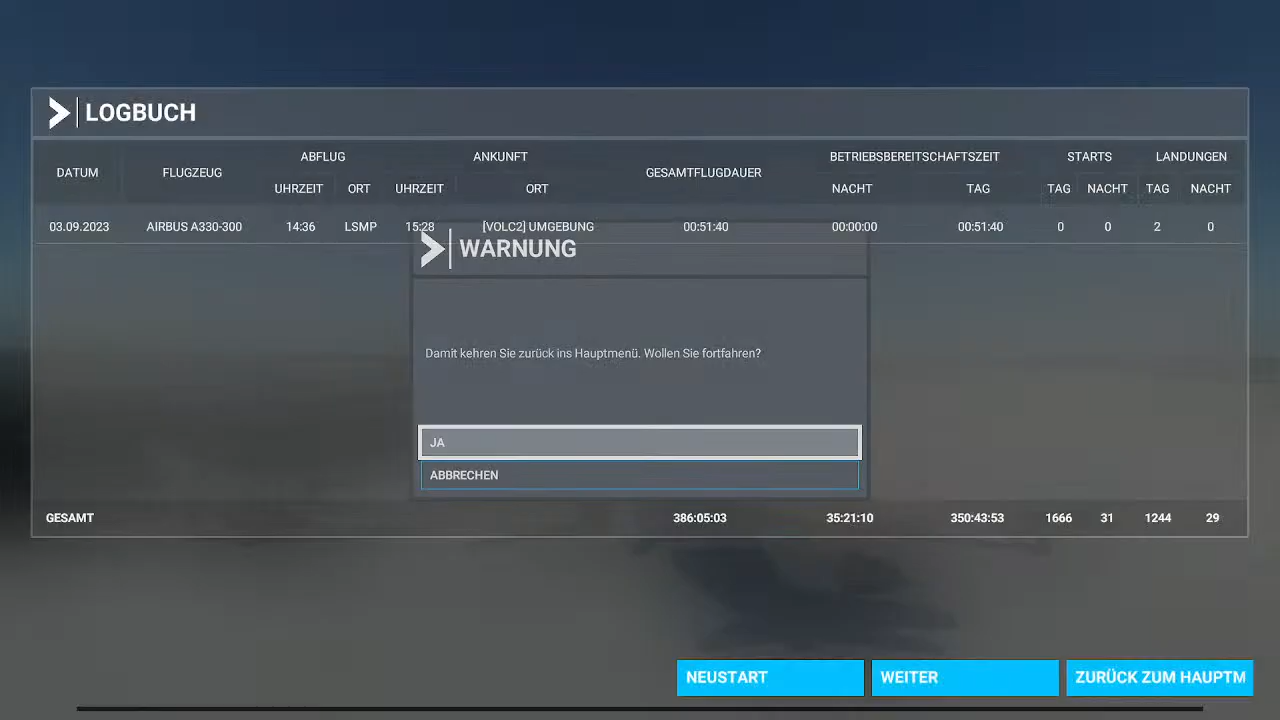 LOGBUCH
DATUM FLUGZEUG ABFLUG ANKUNFT GESAMTFLUGDAUER BETRIEBSBEREITSCHAFTSZEIT STARTS LANDUNGEN
UHRZEIT ORT UHRZEIT ORT NACHT TAG TAG NACHT TAG NACHT
03.09.2023 AIRBUS A330-300 14:36 LSMP 15:28 [VOLC2] UMGEBUNG 00:51:40 00:00:00 00:51:40 0 0 2 0
WARNUNG
Damit kehren Sie zurück ins Hauptmenü. Wollen Sie fortfahren?
JA
ABBRECHEN
GESAMT 386:05:03 35:21:10 350:43:53 1666 31 1244 29
NEUSTART WEITER ZURÜCK ZUM HAUPTM